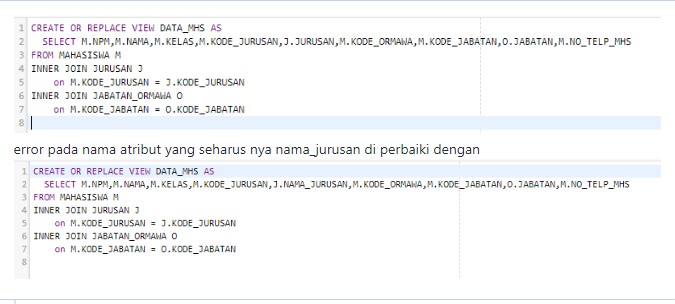 1 CREATE OR REPLACE VIEW DATA_MHS AS
2 SELECT M.NPM,M.NAMA,M.KELAS,M.KODE_JURUSAN,J.JURUSAN,M.KODE_ORMAWA,M.KODE_JABATAN,O.JABATAN,M.NO_TELP_MHS
3 FROM MAHASISWA M
4 INNER JOIN JURUSAN J
5 on M.KODE_JURUSAN = J.KODE_JURUSAN
6 INNER JOIN JABATAN_ORMAWA O
7 on M.KODE_JABATAN = O.KODE_JABATAN
8
error pada nama atribut yang seharus nya nama_jurusan di perbaiki dengan
1 CREATE OR REPLACE VIEW DATA_MHS AS
2 SELECT M.NPM,M.NAMA,M.KELAS,M.KODE_JURUSAN,J.NAMA_JURUSAN,M.KODE_ORMAWA,M.KODE_JABATAN,O.JABATAN,M.NO_TELP_MHS
3 FROM MAHASISWA M
4 INNER JOIN JURUSAN J
5 on M.KODE_JURUSAN = J.KODE_JURUSAN
6 INNER JOIN JABATAN_ORMAWA O
7 on M.KODE_JABATAN = O.KODE_JABATAN
8